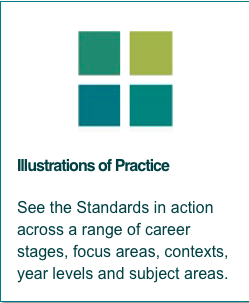 Illustrations of Practice
See the Standards in action
across a range of career
stages, focus areas, contexts,
year levels and subject areas.